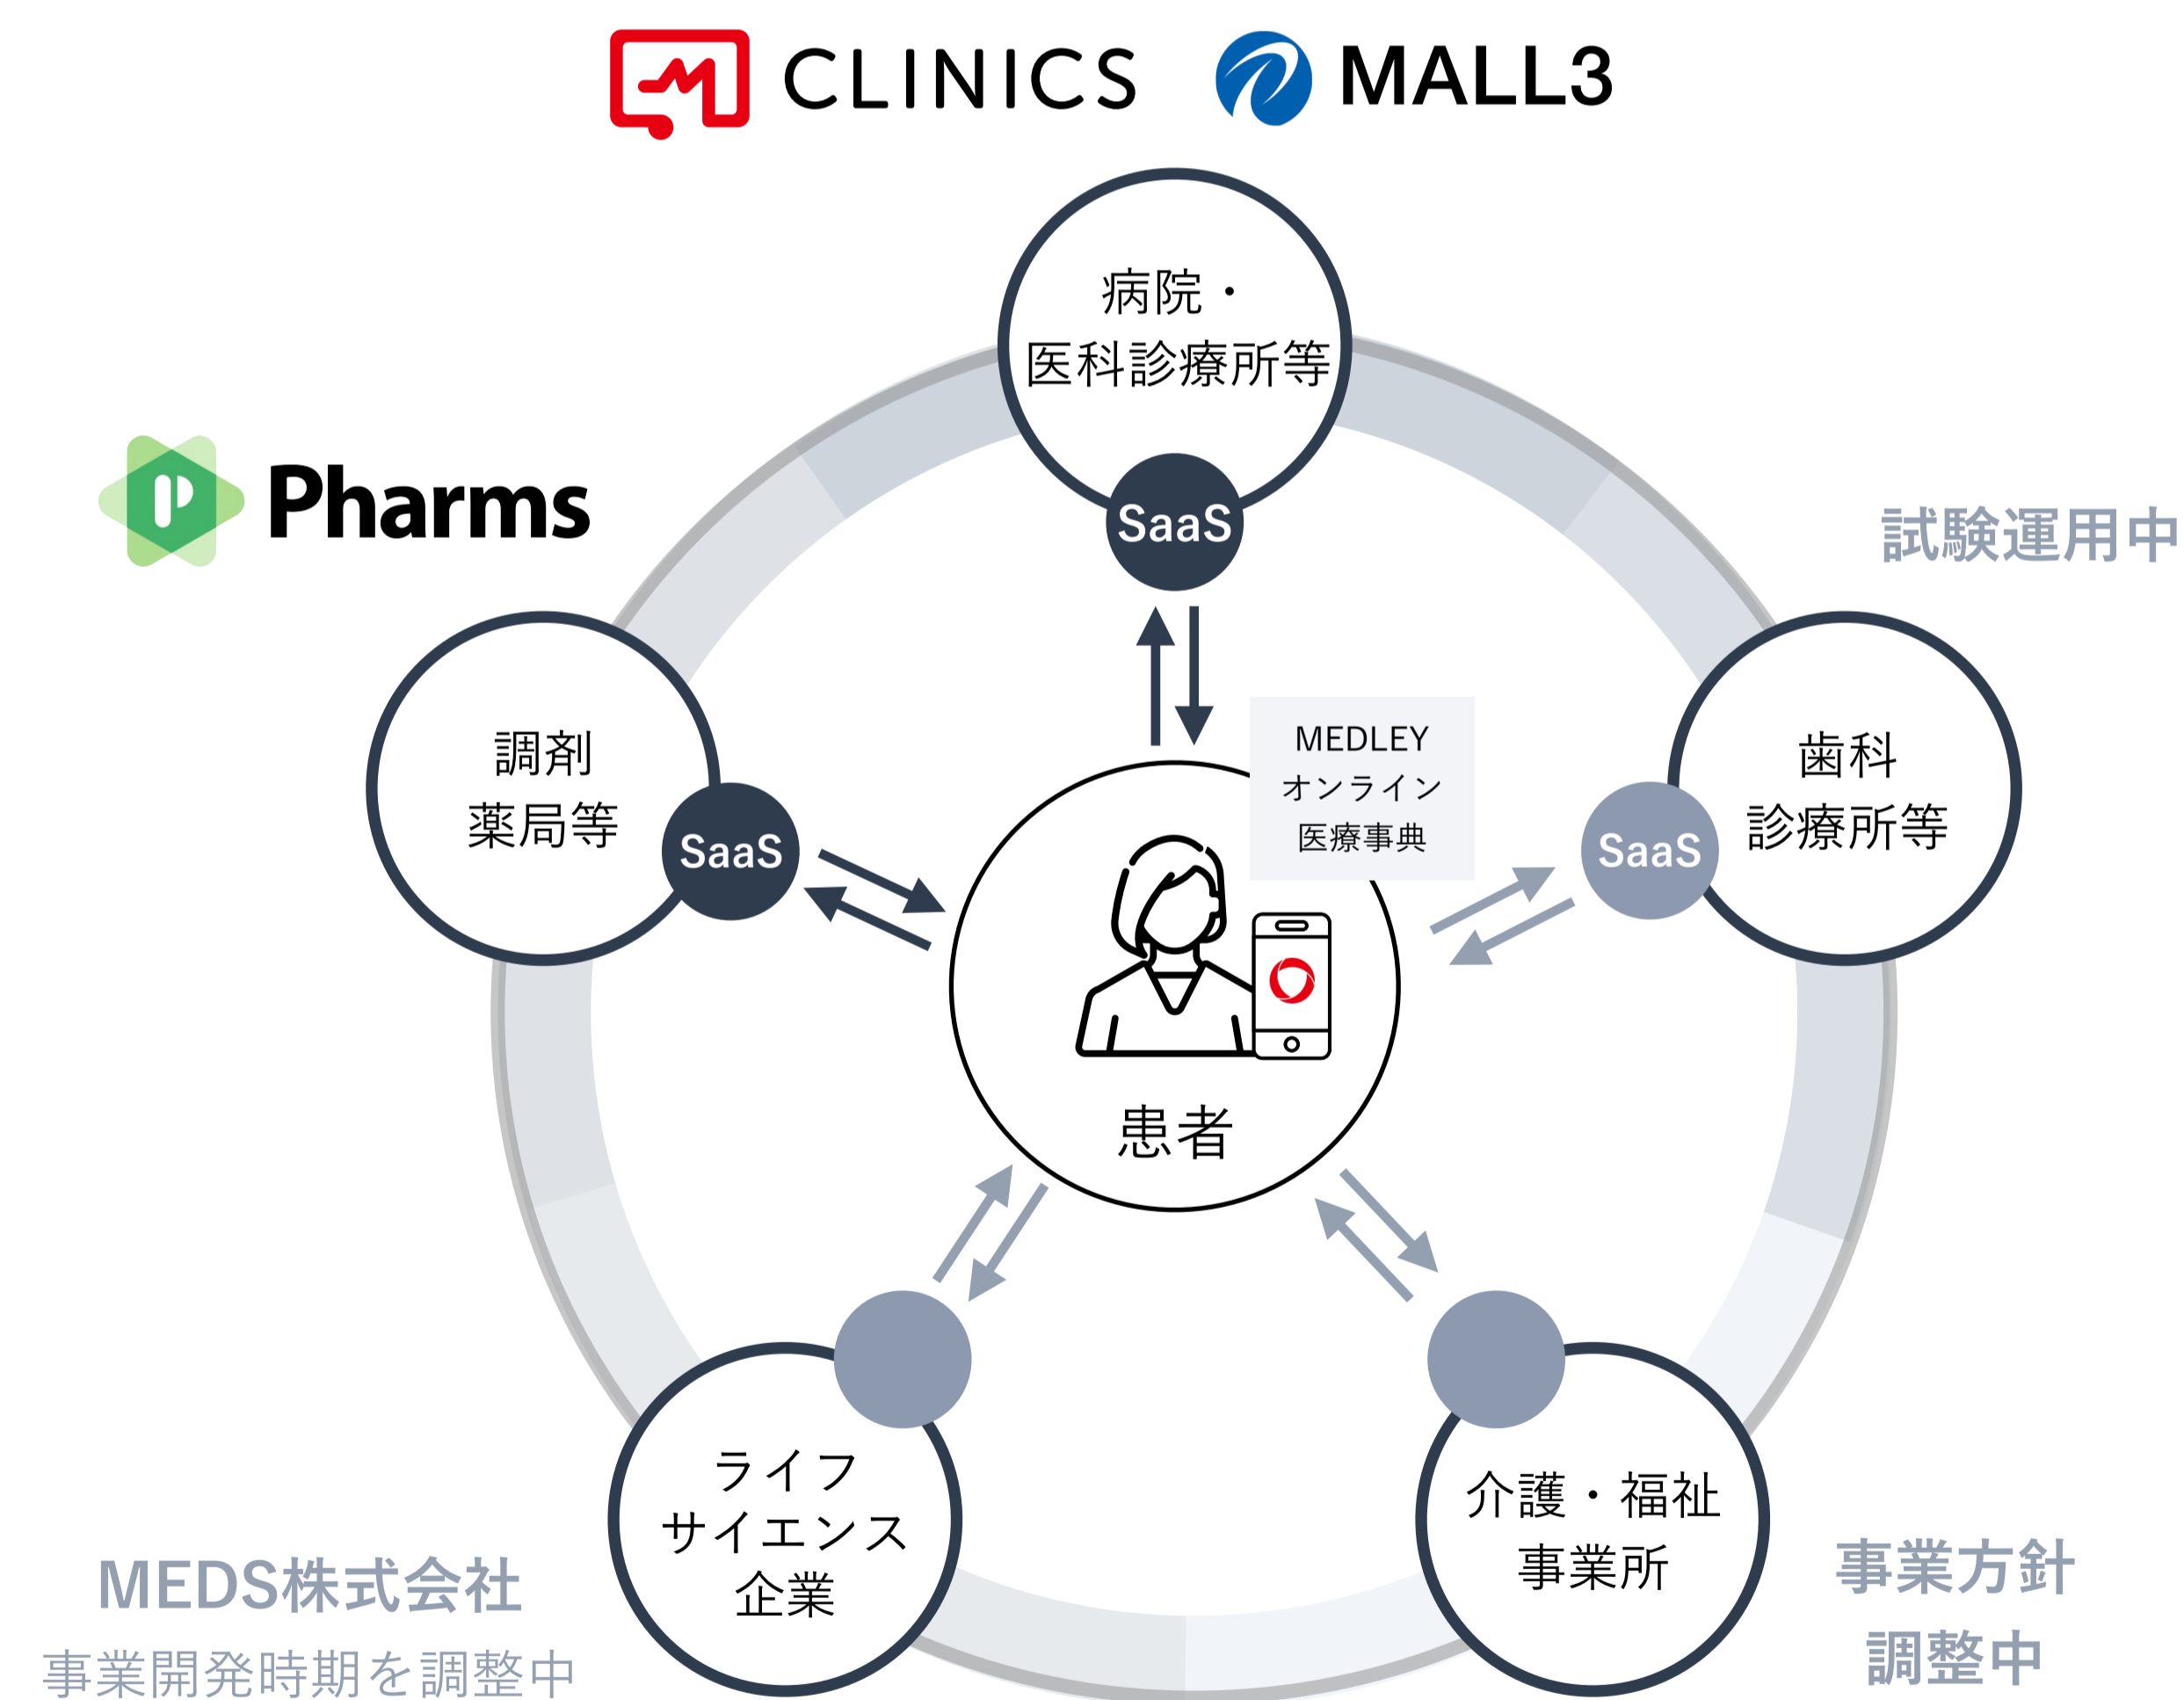 CLINICS
MALL3
病院・
医科診療所等
SaaS
Pharms
試験運用中
調剤
薬局等
SaaS
MEDLEY
オンライン
医療事典
歯科
診療所等
SaaS
患者
ライフ
サイエンス
企業
介護・福祉
事業所
MEDS株式会社
事業開発時期を調整中
事業方針
調整中